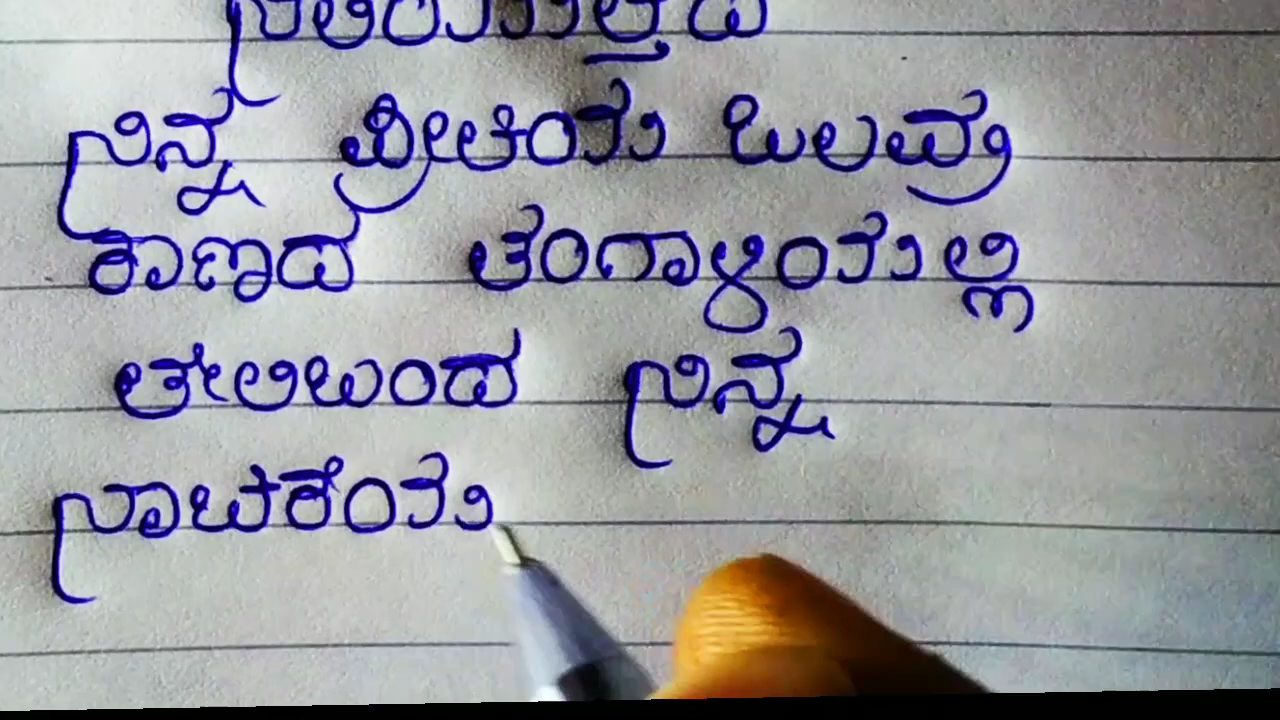 ನಿನ್ನ ಪ್ರೀತಿಯ ಒಲವು
ಕಾಣದ ತಂಗಾಳಿಯಲ್ಲಿ
ತೇಲಿಬಂದ ನಿನ್ನ
ನಾಚಿಕೆಯ